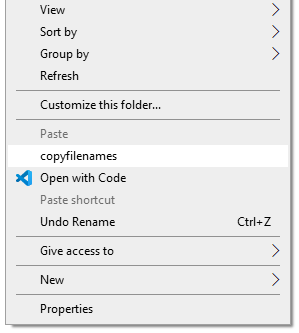 View
Sort by
Group by
Refresh
Customize this folder...
Paste
copyfilenames
Open with Code
Paste shortcut
Undo Rename Ctrl+Z
Give access to
New
Properties